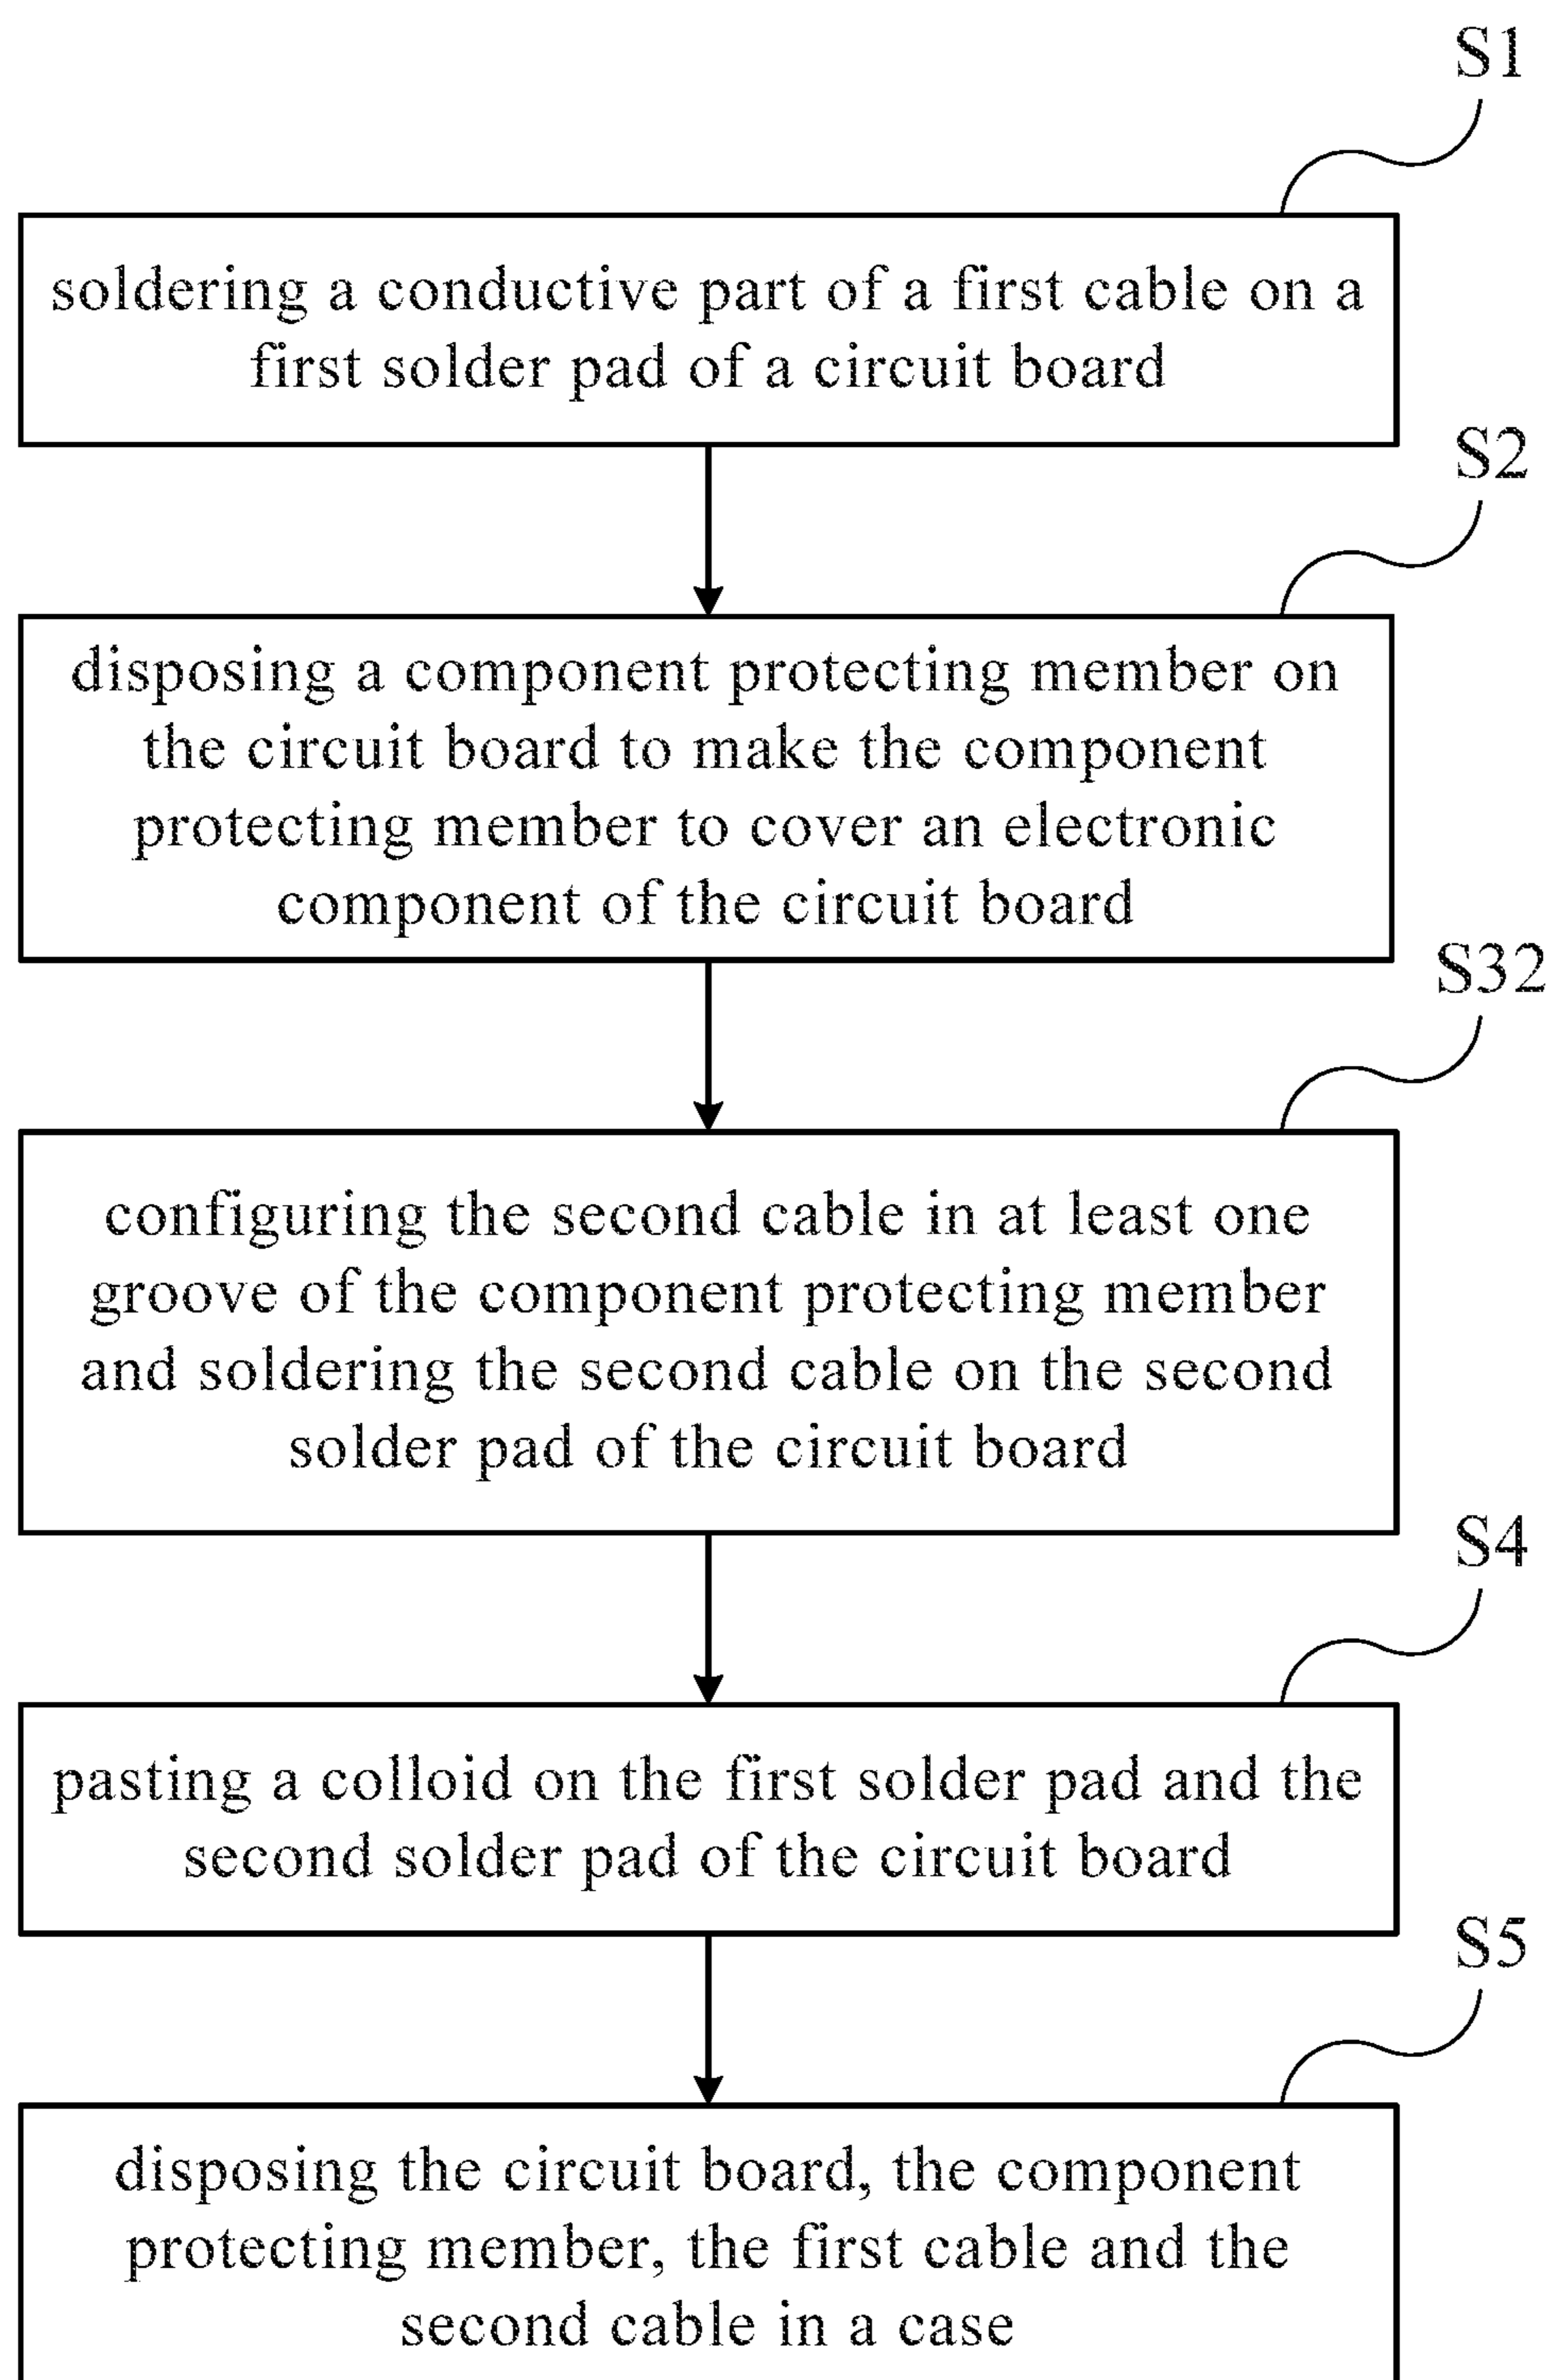 S1
soldering a conductive part of a first cable on a
first solder pad of a circuit board
S2
disposing a component protecting member on
the circuit board to make the component
protecting member to cover an electronic
component of the circuit board
S32
configuring the second cable in at least one
groove of the component protecting member
and soldering the second cable on the second
solder pad of the circuit board
S4
pasting a colloid on the first solder pad and the
second solder pad of the circuit board
S5
disposing the circuit board, the component
protecting member, the first cable and the
second cable in a case